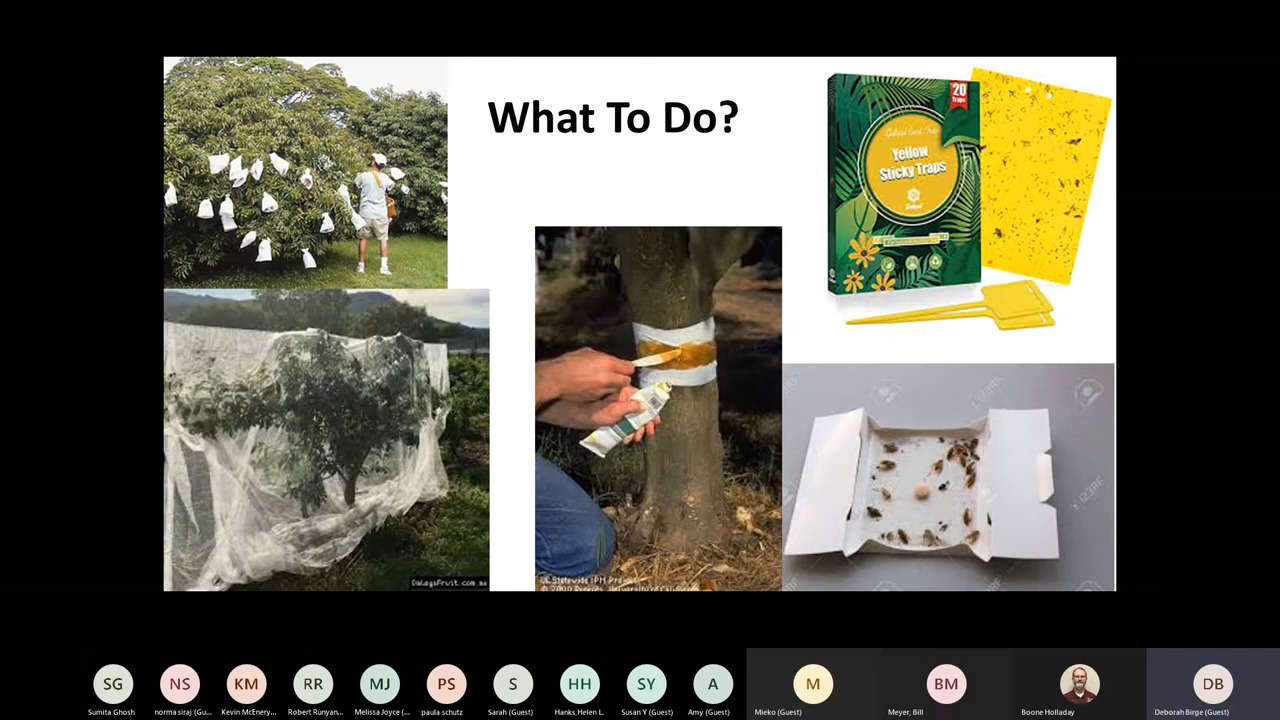 What To Do?
20
Traps
Yellow
Sticky Traps
DaleysFruit.com.au
UC Statewide IPM Project
© 2000 Regents, University of California
123RF
SG
NS
KM
RR
MJ
PS
S
HH
SY
A
M
BM
DB
Sumita Ghosh
norma siraj (Gu...
Kevin McEnery...
Robert Runyan...
Melissa Joyce (...
paula schutz
Sarah (Guest)
Hanks,Helen L.
Susan Y (Guest)
Amy (Guest)
Mieko (Guest)
Meyer, Bill
Boone Holladay
Deborah Birge (Guest)